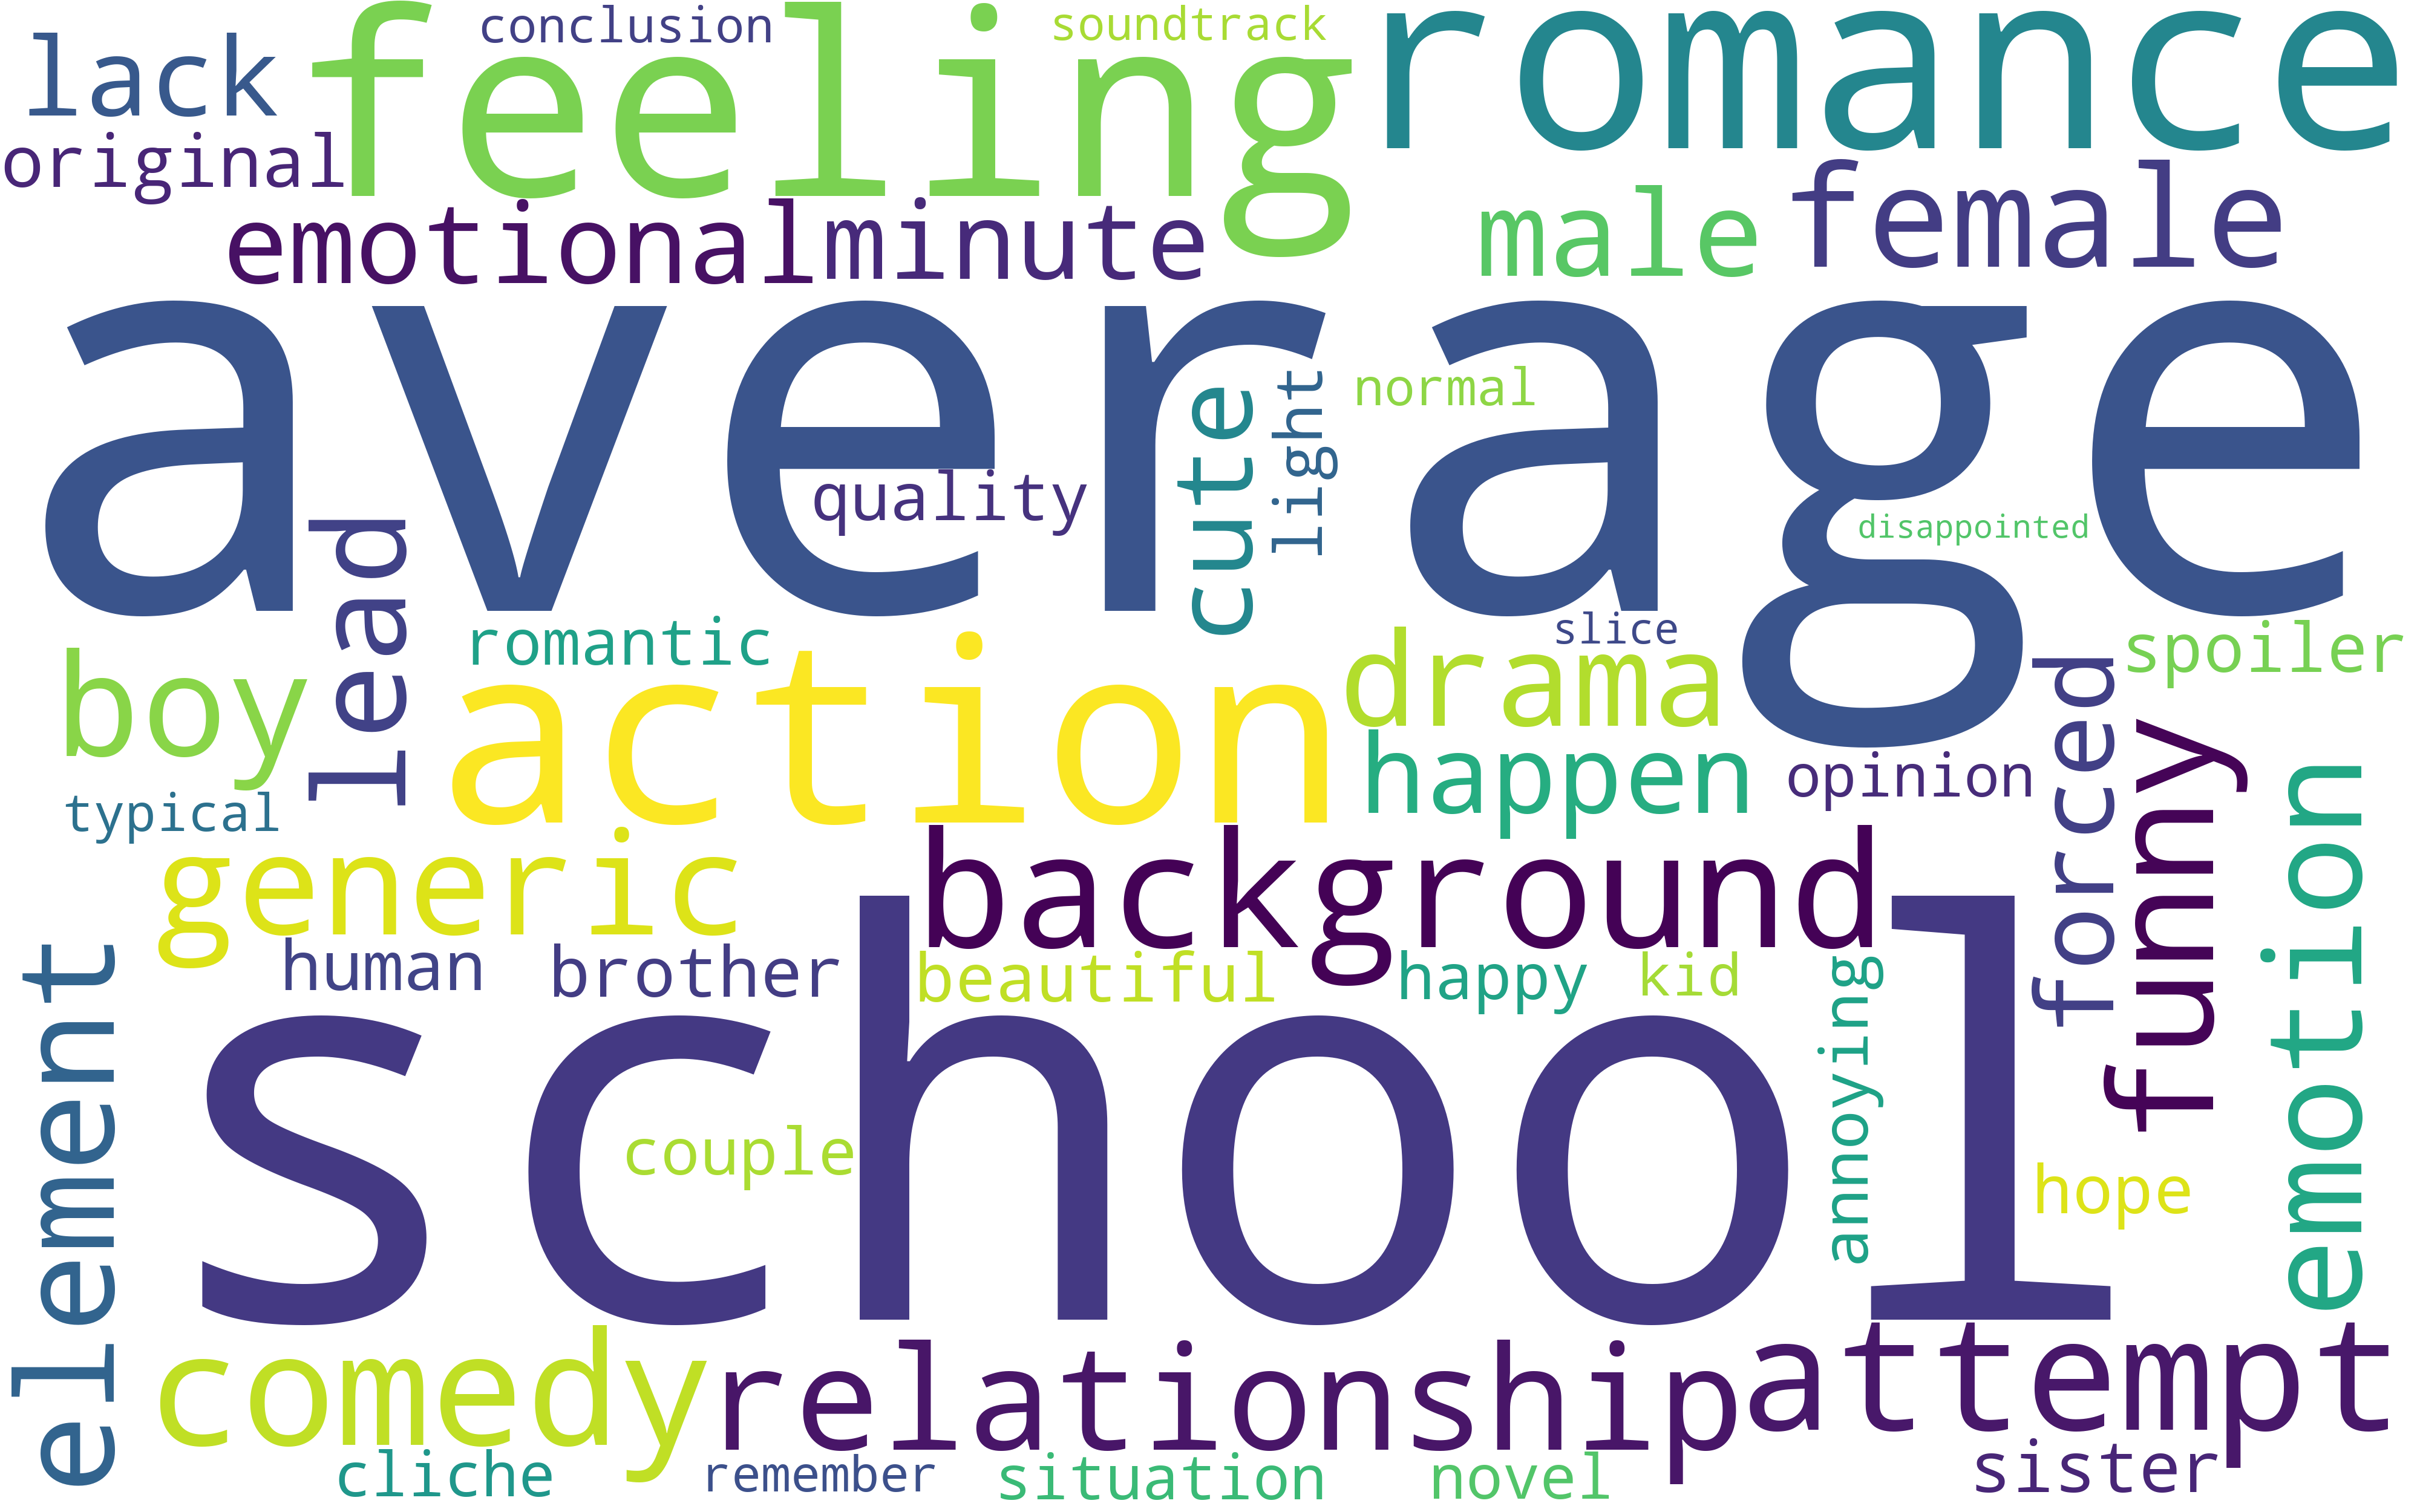 conclusion
soundtrack
lack
feeling
romance
original
emotional
minute
male
female
average
cute
light
normal
quality
disappointed
lead
romantic
slice
boy
action
drama
spoiler
forced
funny
happen
opinion
emotion
typical
generic
background
human
brother
beautiful
happy
kid
element
school
annoying
couple
hope
comedy
relationship
attempt
cliche
remember
situation
novel
sister